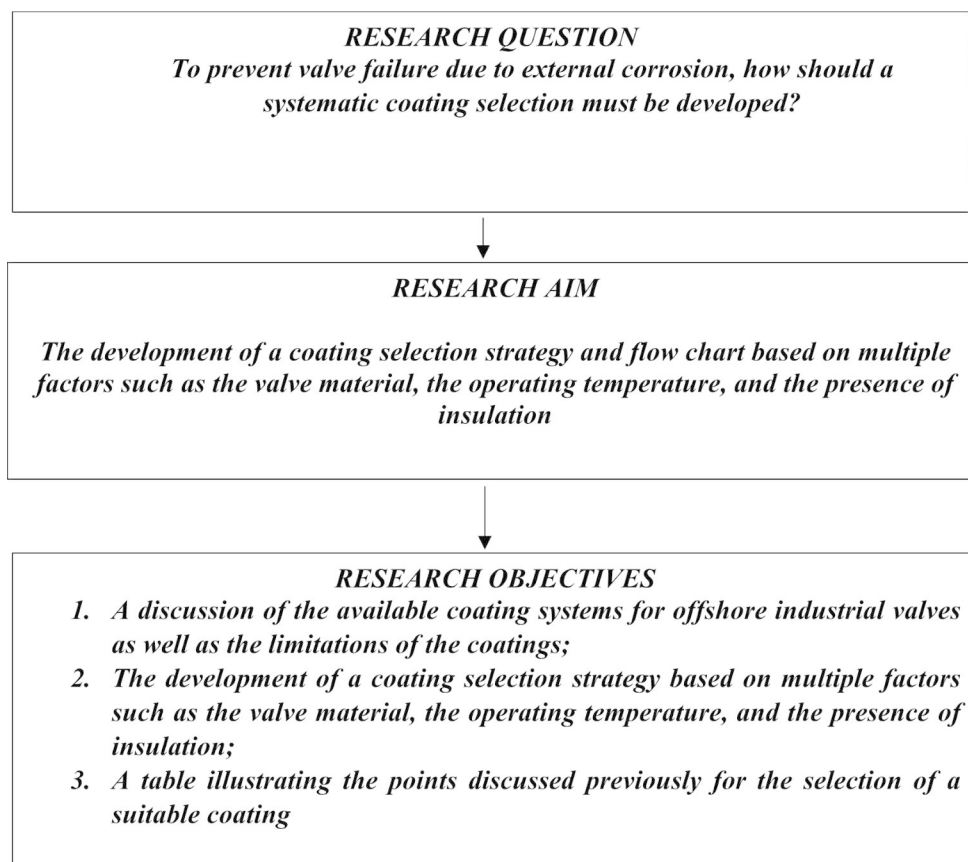 RESEARCH QUESTION
To prevent valve failure due to external corrosion, how should a
systematic coating selection must be developed?
RESEARCH AIM
The development of a coating selection strategy and flow chart based on multiple
factors such as the valve material, the operating temperature, and the presence of
insulation
RESEARCH OBJECTIVES
1. A discussion of the available coating systems for offshore industrial valves
as well as the limitations of the coatings;
2. The development of a coating selection strategy based on multiple factors
such as the valve material, the operating temperature, and the presence of
insulation;
3. A table illustrating the points discussed previously for the selection of a
suitable coating